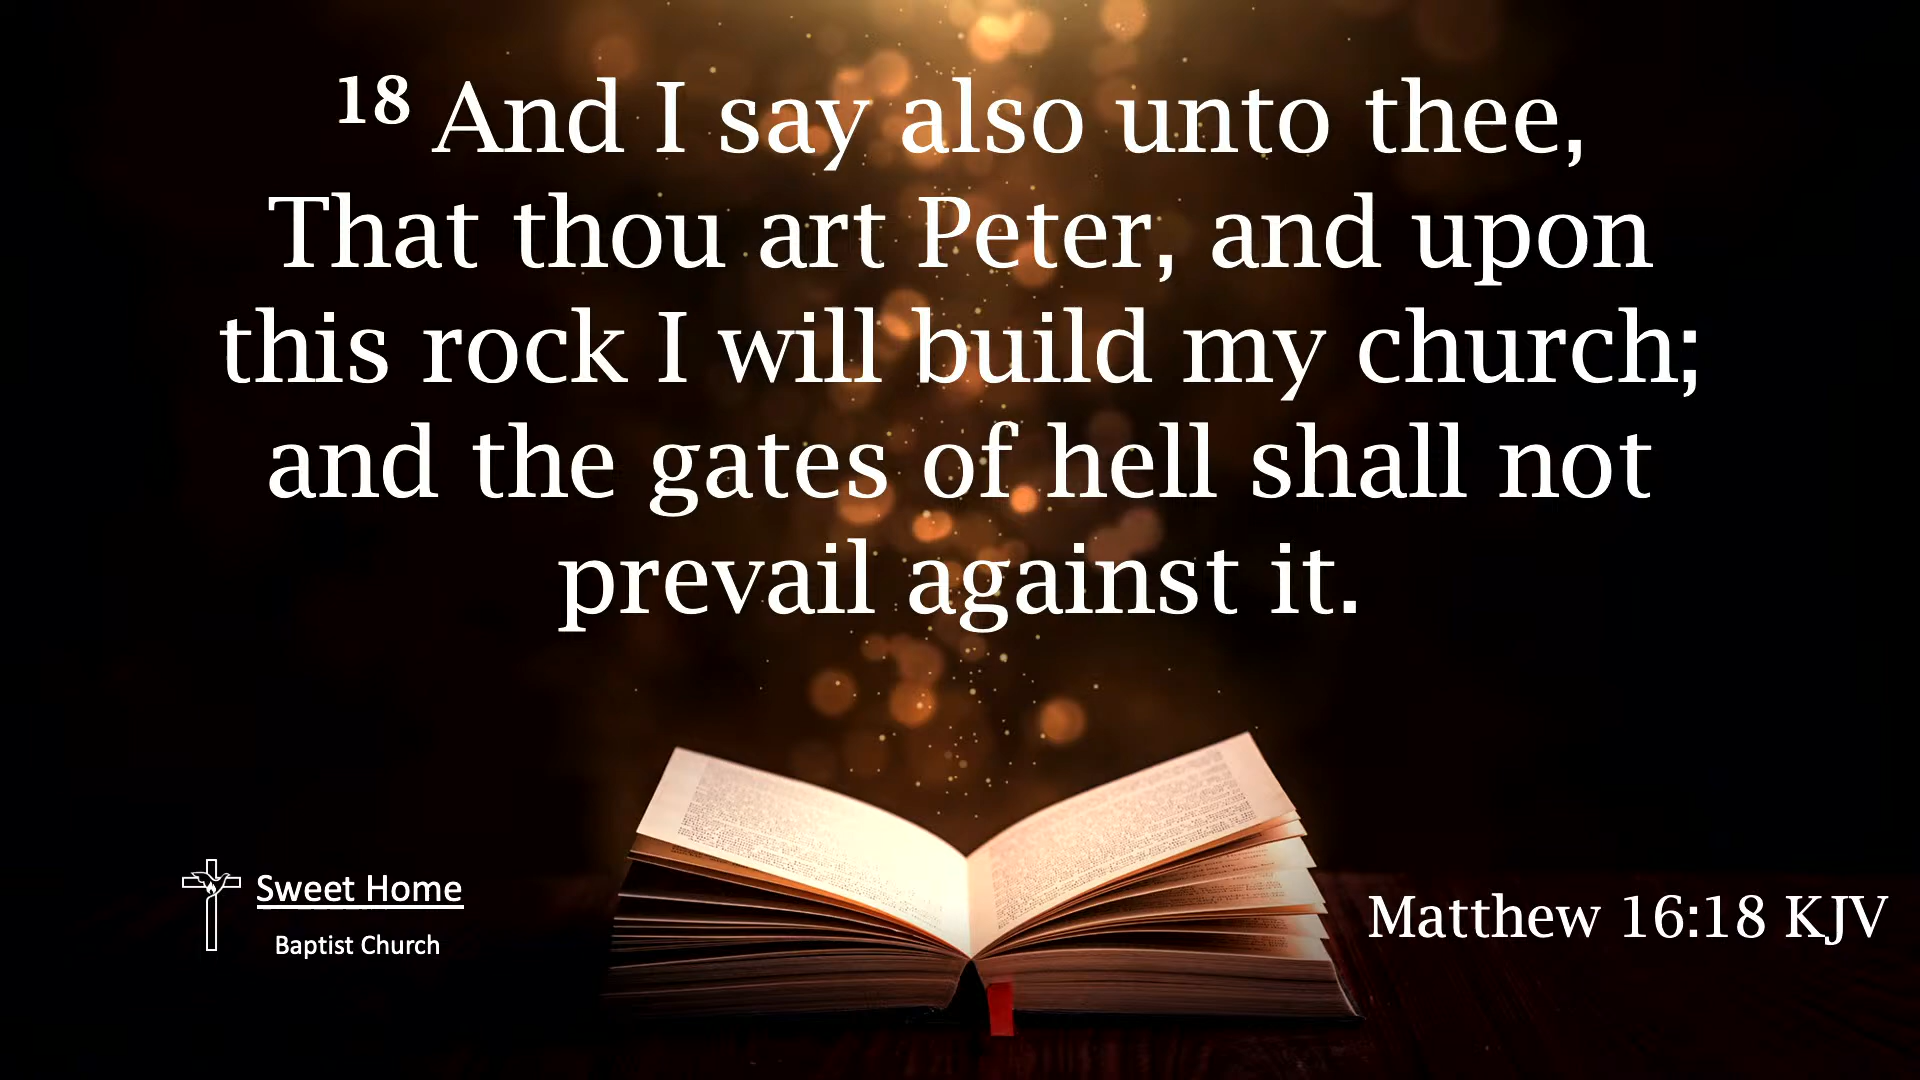 18 And I say also unto thee,
That thou art Peter, and upon
this rock I will build my church;
and the gates of hell shall not
prevail against it.
Sweet Home
Baptist Church
Matthew 16:18 KJV